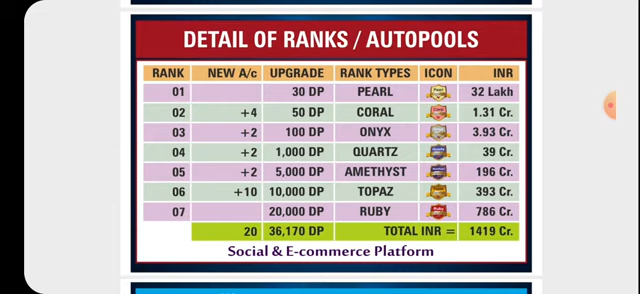 DETAIL OF RANKS / AUTOPOOLS
RANK NEW A/c UPGRADE RANK TYPES ICON INR
01 30 DP PEARL Pearl 32 Lakh
02 +4 50 DP CORAL 1.31 Cr.
03 +2 100 DP ONYX 3.93 Cr.
04 +2 1,000 DP QUARTZ 39 Cr.
05 +2 5,000 DP AMETHYST 196 Cr.
06 +10 10,000 DP TOPAZ 393 Cr.
07 20,000 DP RUBY Ruby 786 Cr.
20 36,170 DP TOTAL INR = 1419 Cr.
Social & E-commerce Platform